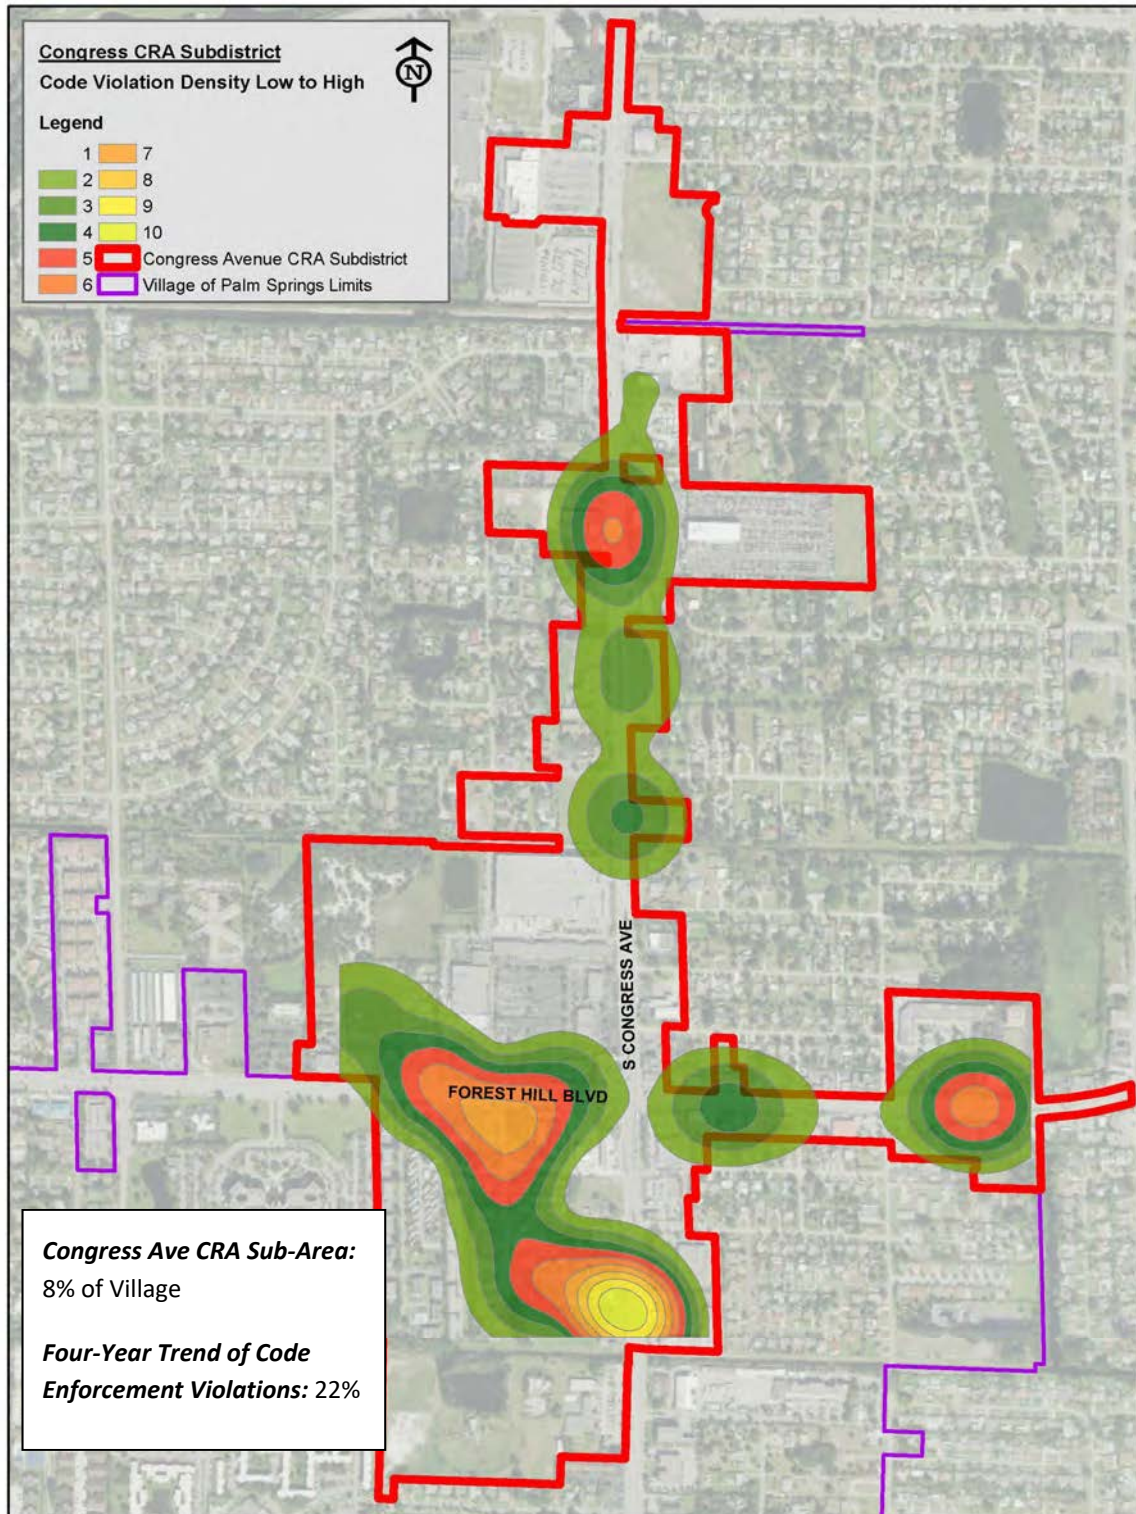 Congress CRA Subdistrict
Code Violation Density Low to High
N
Legend
1 7
2 8
3 9
4 10
5 Congress Avenue CRA Subdistrict
6 Village of Palm Springs Limits
S CONGRESS AVE
FOREST HILL BLVD
Congress Ave CRA Sub-Area:
8% of Village
Four-Year Trend of Code
Enforcement Violations: 22%